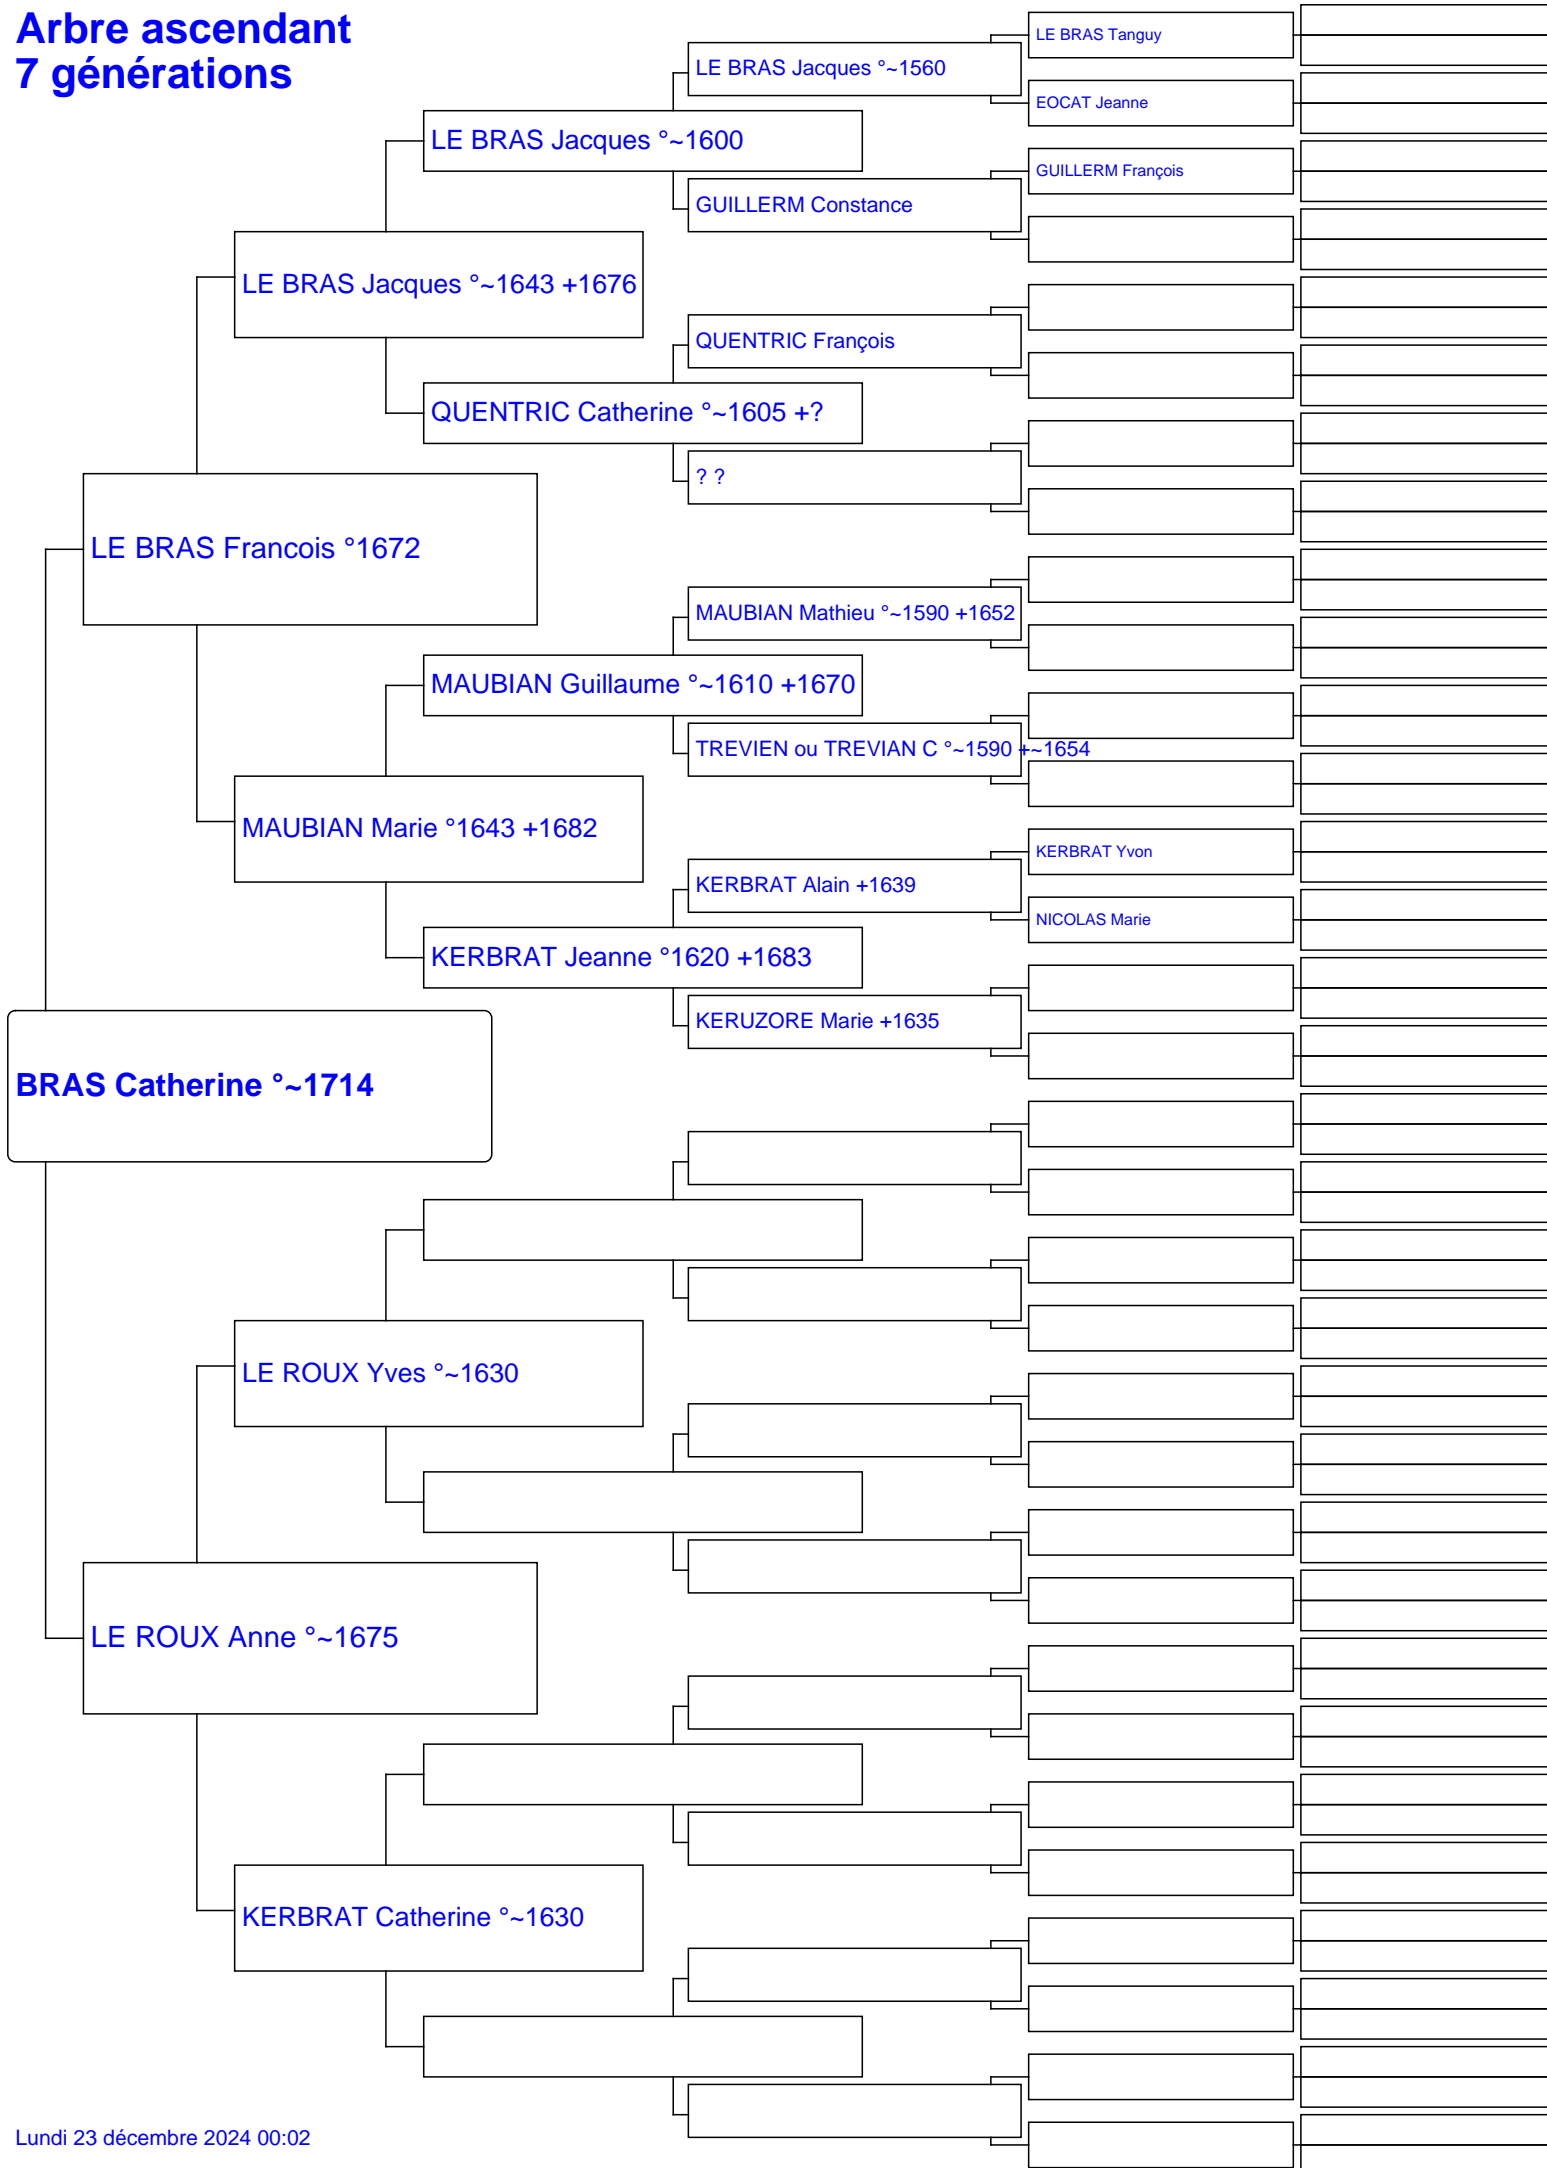 Arbre ascendant
7 générations
LE BRAS Tanguy
LE BRAS Jacques °~1560
EOCAT Jeanne
LE BRAS Jacques °~1600
GUILLERM François
GUILLERM Constance
LE BRAS Jacques °~1643 +1676
QUENTRIC François
QUENTRIC Catherine °~1605 +?
? ?
LE BRAS Francois °1672
MAUBIAN Mathieu °~1590 +1652
MAUBIAN Guillaume °~1610 +1670
TREVIEN ou TREVIAN C °~1590 +~1654
MAUBIAN Marie °1643 +1682
KERBRAT Yvon
KERBRAT Alain +1639
NICOLAS Marie
KERBRAT Jeanne °1620 +1683
KERUZORE Marie +1635
BRAS Catherine °~1714
LE ROUX Yves °~1630
LE ROUX Anne °~1675
KERBRAT Catherine °~1630
Lundi 23 décembre 2024 00:02